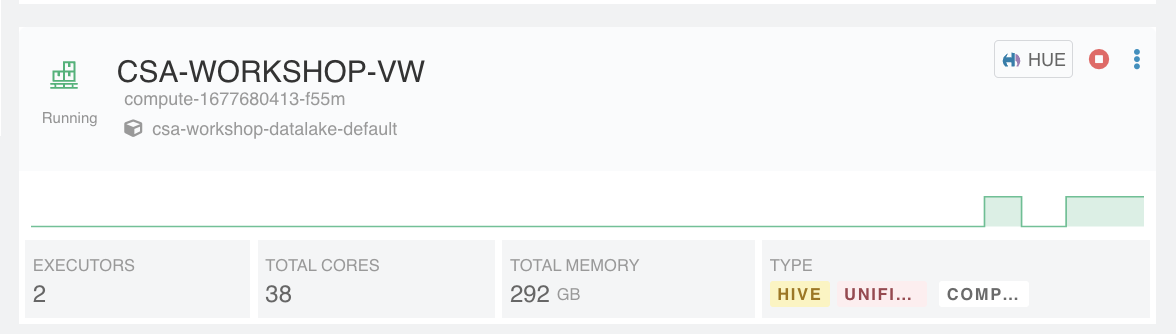 CSA-WORKSHOP-VW
HUE
compute-1677680413-f55m
Running
csa-workshop-datalake-default
EXECUTORS
2
TOTAL CORES
38
TOTAL MEMORY
292 GB
TYPE
HIVE UNIFI... COMP...